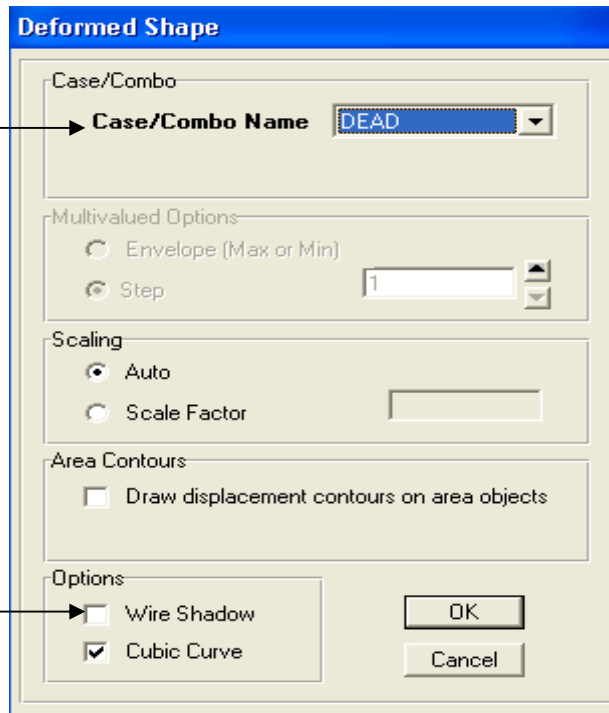 Deformed Shape
Case/Combo
Case/Combo Name DEAD
Multivalued Options
Envelope (Max or Min)
Step 1
Scaling
Auto
Scale Factor
Area Contours
Draw displacement contours on area objects
Options
Wire Shadow OK
Cubic Curve Cancel